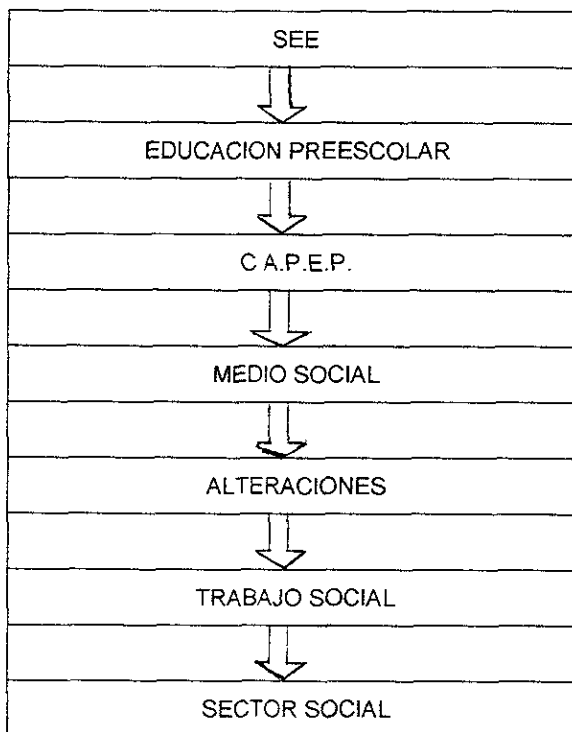 SEE
EDUCACION PREESCOLAR
C A.P.E.P.
MEDIO SOCIAL
ALTERACIONES
TRABAJO SOCIAL
SECTOR SOCIAL